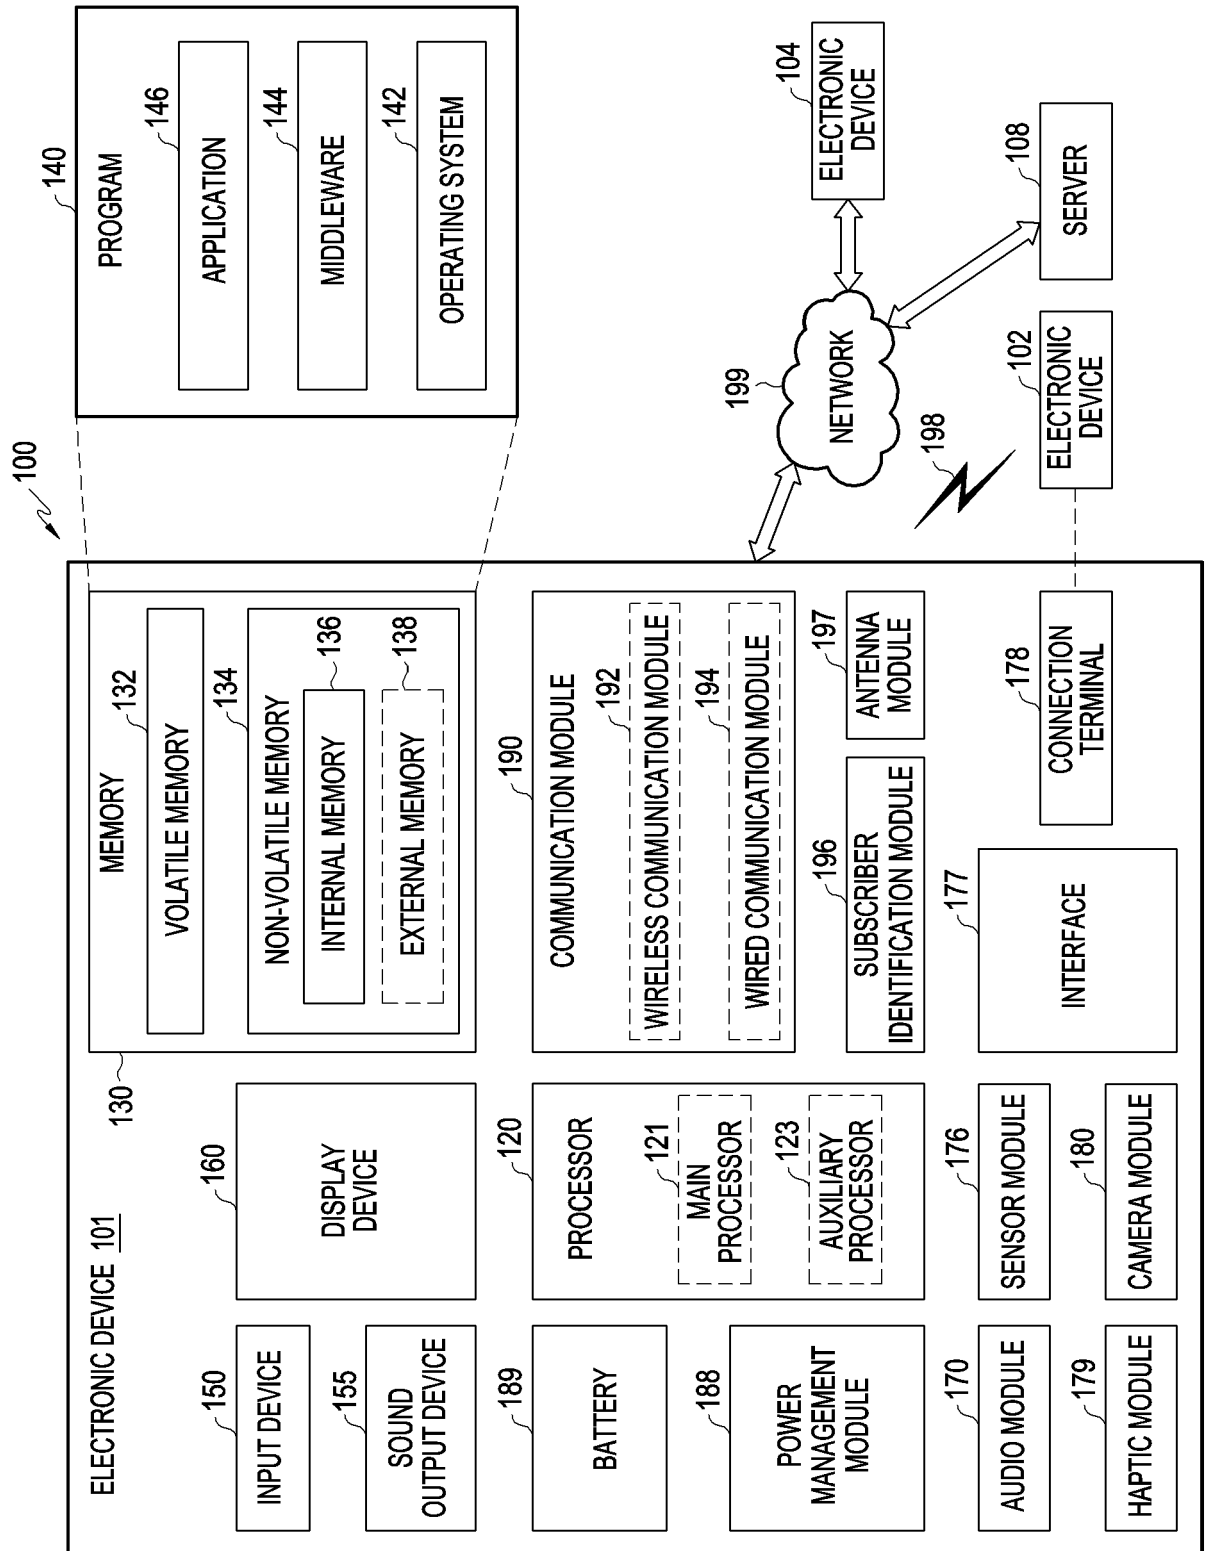 100
140
PROGRAM
146
APPLICATION
144
MIDDLEWARE
142
OPERATING SYSTEM
ELECTRONIC DEVICE 101
150
INPUT DEVICE
155
SOUND
OUTPUT DEVICE
189
BATTERY
188
POWER
MANAGEMENT
MODULE
170
AUDIO MODULE
179
HAPTIC MODULE
160
DISPLAY
DEVICE
120
PROCESSOR
121
MAIN
PROCESSOR
123
AUXILIARY
PROCESSOR
176
SENSOR MODULE
180
CAMERA MODULE
130
MEMORY
132
VOLATILE MEMORY
134
NON-VOLATILE MEMORY
136
INTERNAL MEMORY
138
EXTERNAL MEMORY
190
COMMUNICATION MODULE
192
WIRELESS COMMUNICATION MODULE
194
WIRED COMMUNICATION MODULE
196
SUBSCRIBER
IDENTIFICATION MODULE
197
ANTENNA
MODULE
177
INTERFACE
178
CONNECTION
TERMINAL
199
NETWORK
198
104
ELECTRONIC
DEVICE
108
SERVER
102
ELECTRONIC
DEVICE